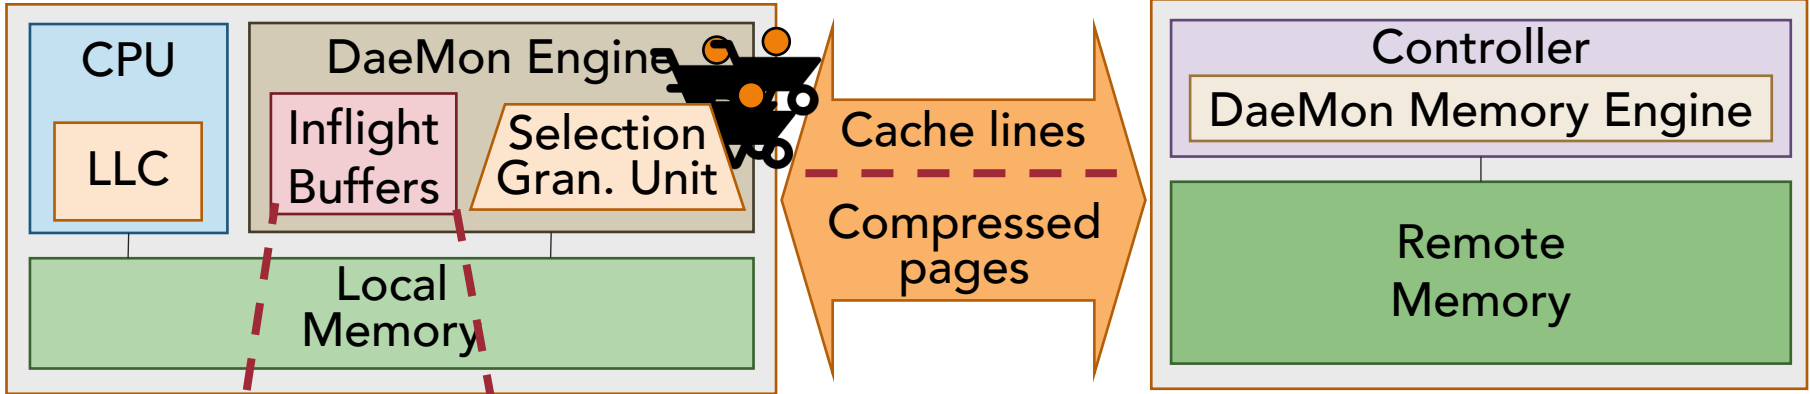 CPU
LLC
DaeMon Engine
Inflight
Buffers
Selection
Gran. Unit
Local
Memory
Cache lines
Compressed
pages
Controller
DaeMon Memory Engine
Remote
Memory